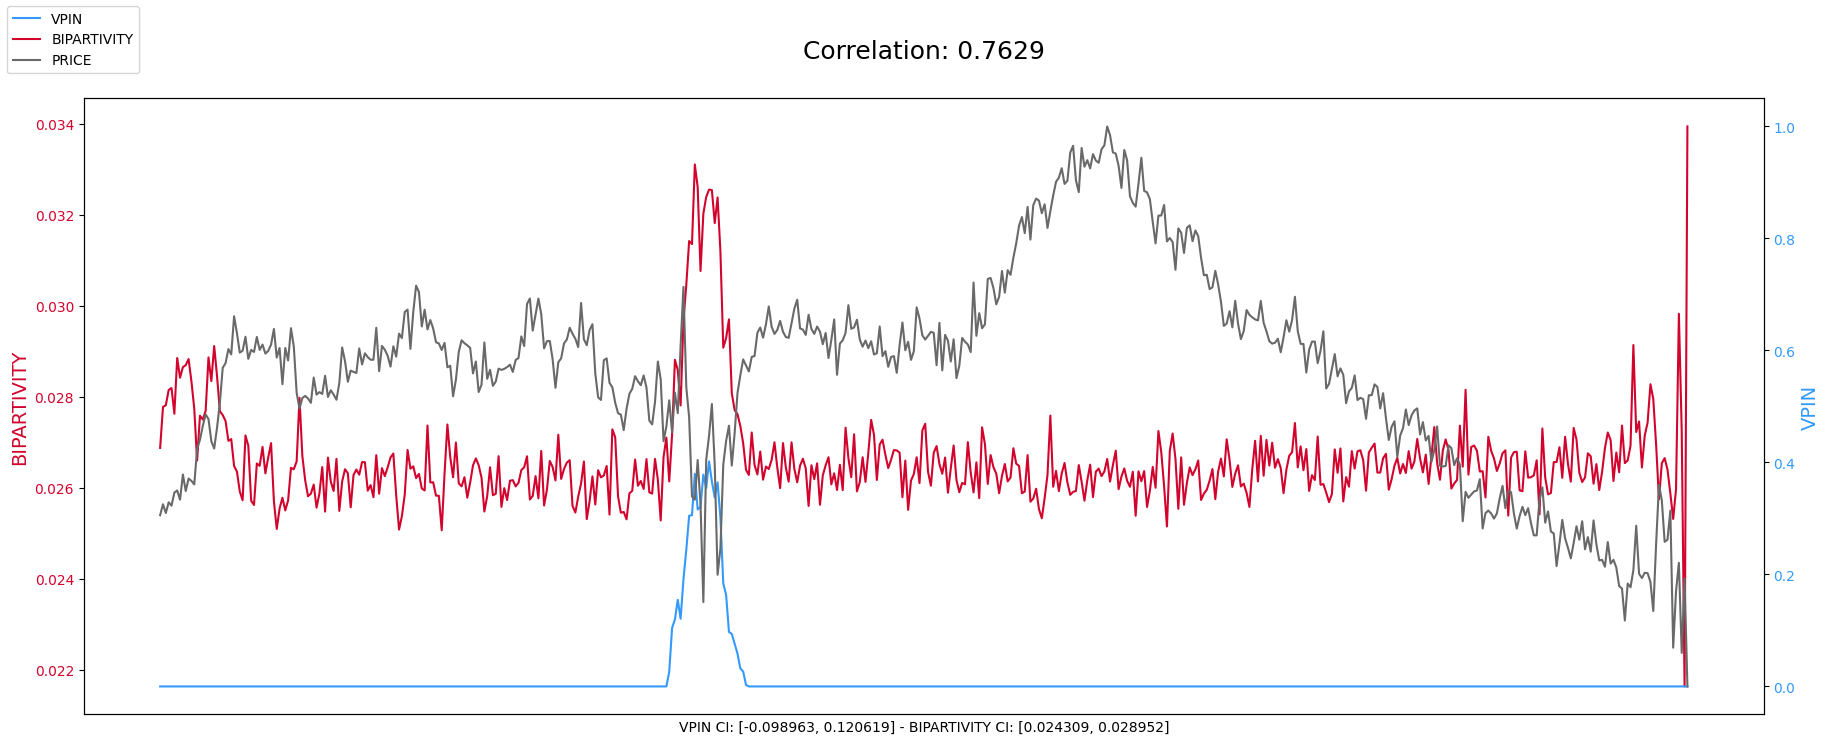 VPIN
BIPARTIVITY
PRICE
Correlation: 0.7629
BIPARTIVITY
0.034
0.032
0.030
0.028
0.026
0.024
0.022
1.0
0.8
0.6
0.4
0.2
0.0
VPIN
VPIN CI: [-0.098963, 0.120619] - BIPARTIVITY CI: [0.024309, 0.028952]